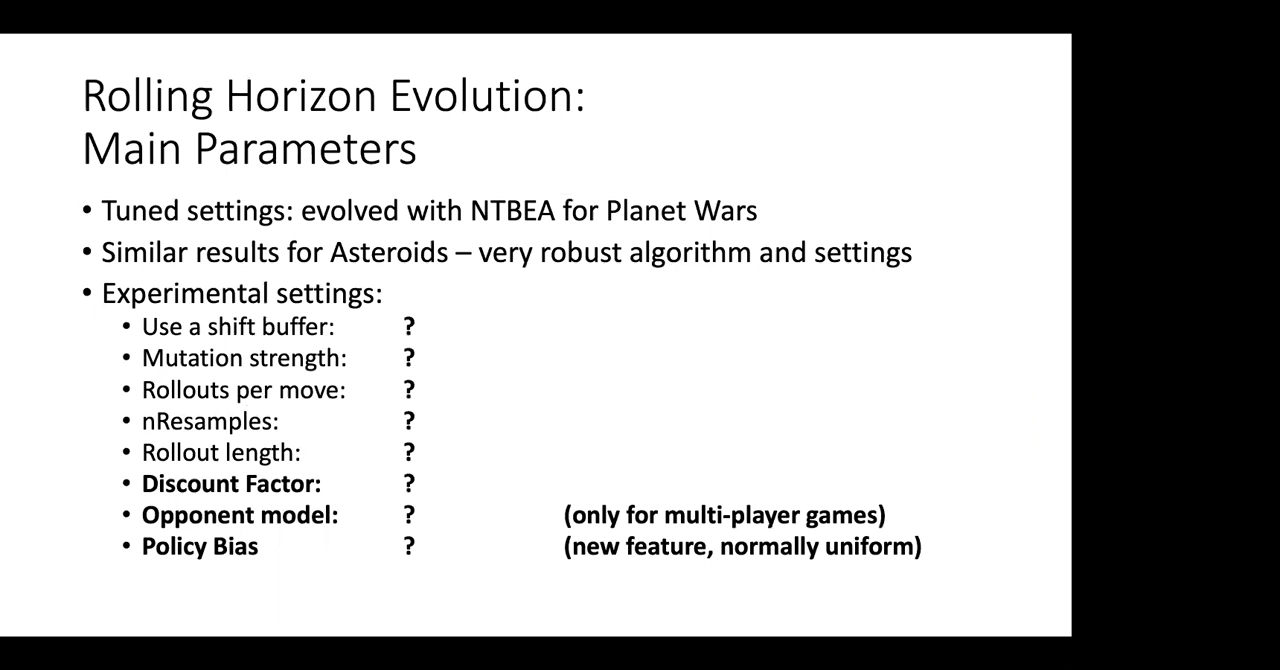 Rolling Horizon Evolution:
Main Parameters
• Tuned settings: evolved with NTBEA for Planet Wars
• Similar results for Asteroids – very robust algorithm and settings
• Experimental settings:
• Use a shift buffer: ?
• Mutation strength: ?
• Rollouts per move: ?
• nResamples: ?
• Rollout length: ?
• Discount Factor: ?
• Opponent model: ? (only for multi-player games)
• Policy Bias ? (new feature, normally uniform)